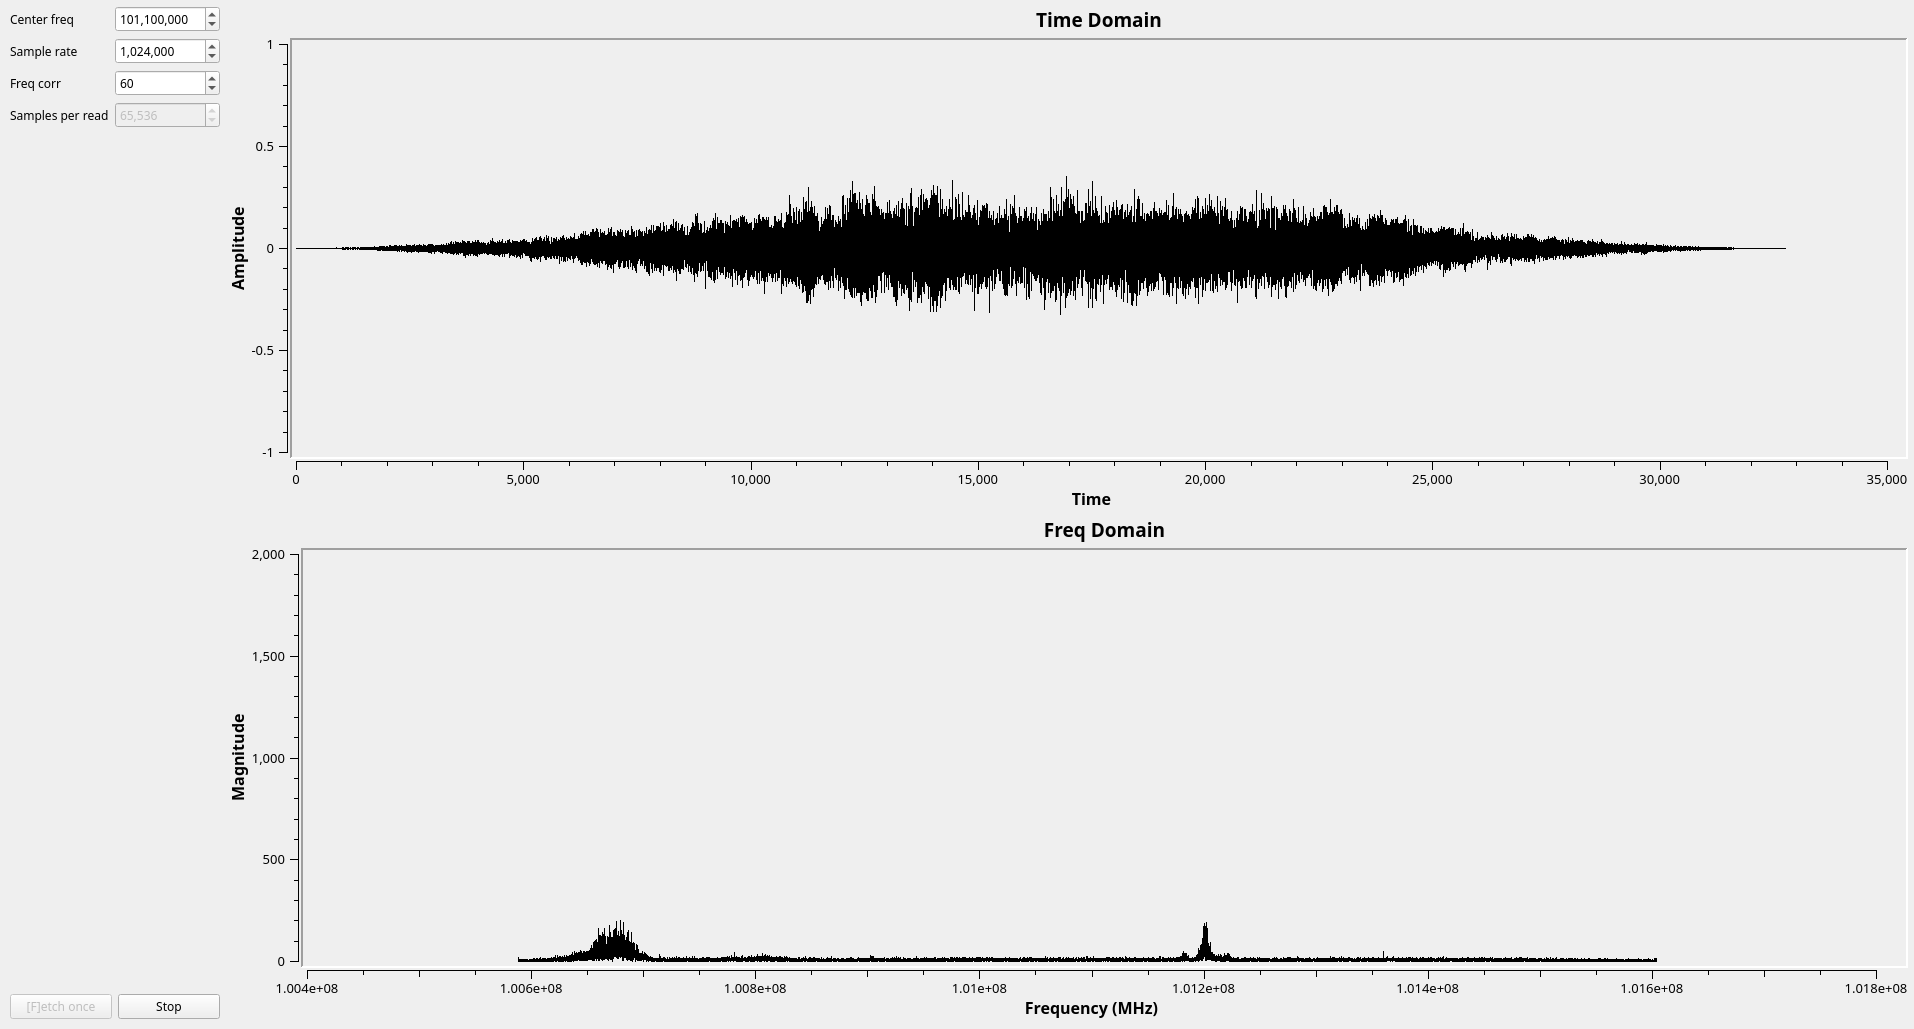 Center freq 101,100,000
Sample rate 1,024,000
Freq corr 60
Samples per read 65,536
Time Domain
Amplitude
1
0.5
0
-0.5
-1
0 5,000 10,000 15,000 20,000 25,000 30,000 35,000
Time
Freq Domain
Magnitude
2,000
1,500
1,000
500
0
1.004e+08 1.006e+08 1.008e+08 1.01e+08 1.012e+08 1.014e+08 1.016e+08 1.018e+08
Frequency (MHz)
[F]etch once Stop